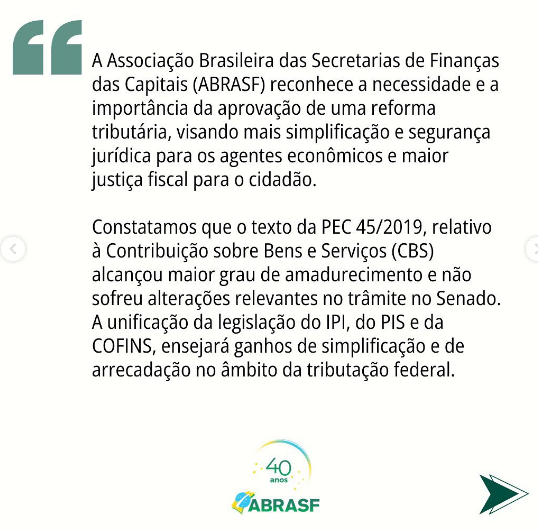 A Associação Brasileira das Secretarias de Finanças
das Capitais (ABRASF) reconhece a necessidade e a
importância da aprovação de uma reforma
tributária, visando mais simplificação e segurança
jurídica para os agentes econômicos e maior
justiça fiscal para o cidadão.
Constatamos que o texto da PEC 45/2019, relativo
à Contribuição sobre Bens e Serviços (CBS)
alcançou maior grau de amadurecimento e não
sofreu alterações relevantes no trâmite no Senado.
A unificação da legislação do IPI, do PIS e da
COFINS, ensejará ganhos de simplificação e de
arrecadação no âmbito da tributação federal.
40
anos
ABRASF